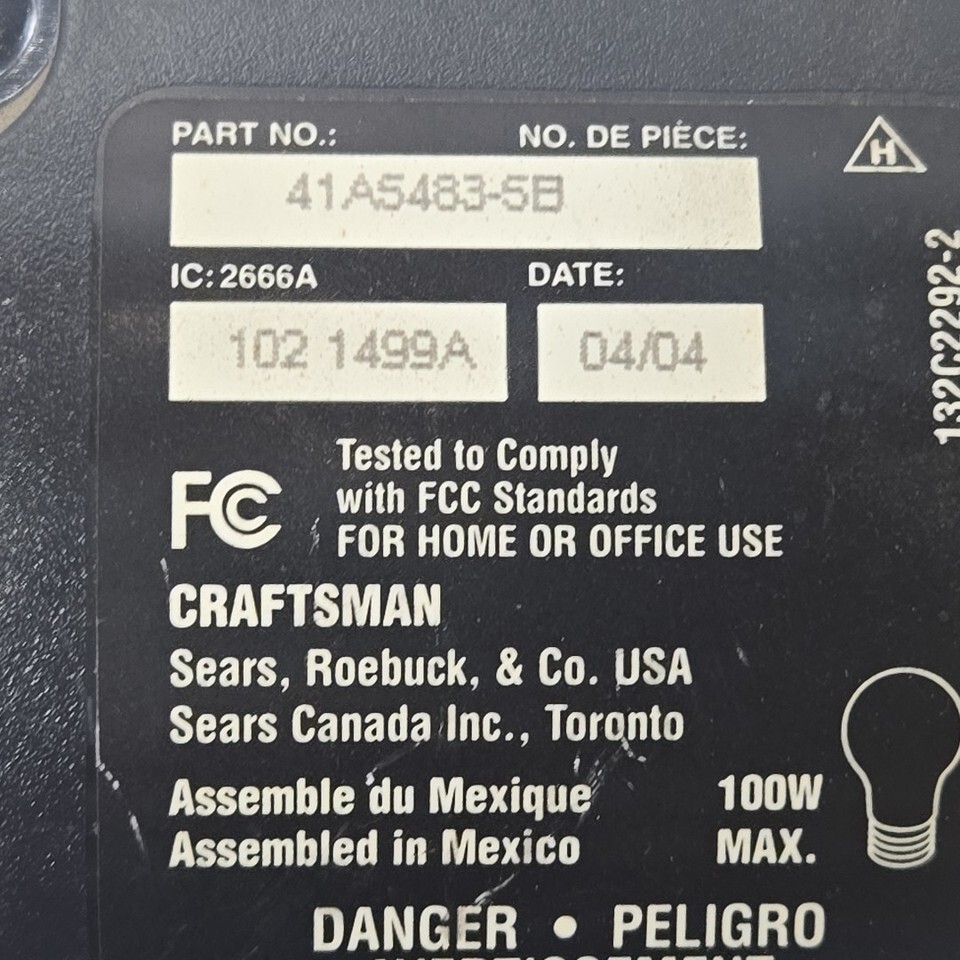 PART NO.: NO. DE PIÈCE:
41A5483-5B
H
IC: 2666A DATE:
102 1499A 04/04
132C2292-2
FC Tested to Comply
with FCC Standards
FOR HOME OR OFFICE USE
CRAFTSMAN
Sears, Roebuck, & Co. USA
Sears Canada Inc., Toronto
Assemble du Mexique 100W
Assembled in Mexico MAX.
DANGER • PELIGRO
AVERTISSEMENT